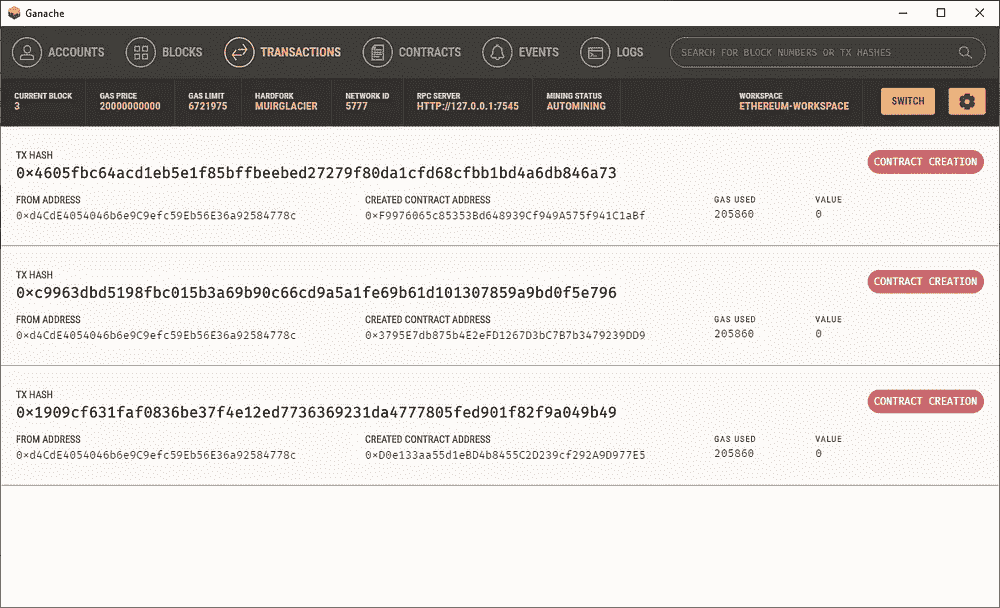 Ganache
ACCOUNTS BLOCKS TRANSACTIONS CONTRACTS EVENTS LOGS SEARCH FOR BLOCK NUMBERS OR TX HASHES
CURRENT BLOCK GAS PRICE GAS LIMIT HARDFORK NETWORK ID RPC SERVER MINING STATUS WORKSPACE
3 20000000000 6721975 MUIRGLACIER 5777 HTTP://127.0.0.1:7545 AUTOMINING ETHEREUM-WORKSPACE SWITCH
TX HASH
0×4605fbc64acd1eb5e1f85bffbeebed27279f80da1cfd68cfbb1bd4a6db846a73 CONTRACT CREATION
FROM ADDRESS CREATED CONTRACT ADDRESS GAS USED VALUE
0×d4CdE4054046b6e9C9efc59Eb56E36a92584778c 0×F9976065c85353Bd648939Cf949A575f941C1aBf 205860 0
TX HASH
0×c9963dbd5198fbc015b3a69b90c66cd9a5a1fe69b61d101307859a9bd0f5e796 CONTRACT CREATION
FROM ADDRESS CREATED CONTRACT ADDRESS GAS USED VALUE
0×d4CdE4054046b6e9C9efc59Eb56E36a92584778c 0×3795E7db875b4E2eFD1267D3bC7B7b3479239DD9 205860 0
TX HASH
0×1909cf631faf0836be37f4e12ed7736369231da4777805fed901f82f9a049b49 CONTRACT CREATION
FROM ADDRESS CREATED CONTRACT ADDRESS GAS USED VALUE
0×d4CdE4054046b6e9C9efc59Eb56E36a92584778c 0×D0e133aa55d1eBD4b8455C2D239cf292A9D977E5 205860 0